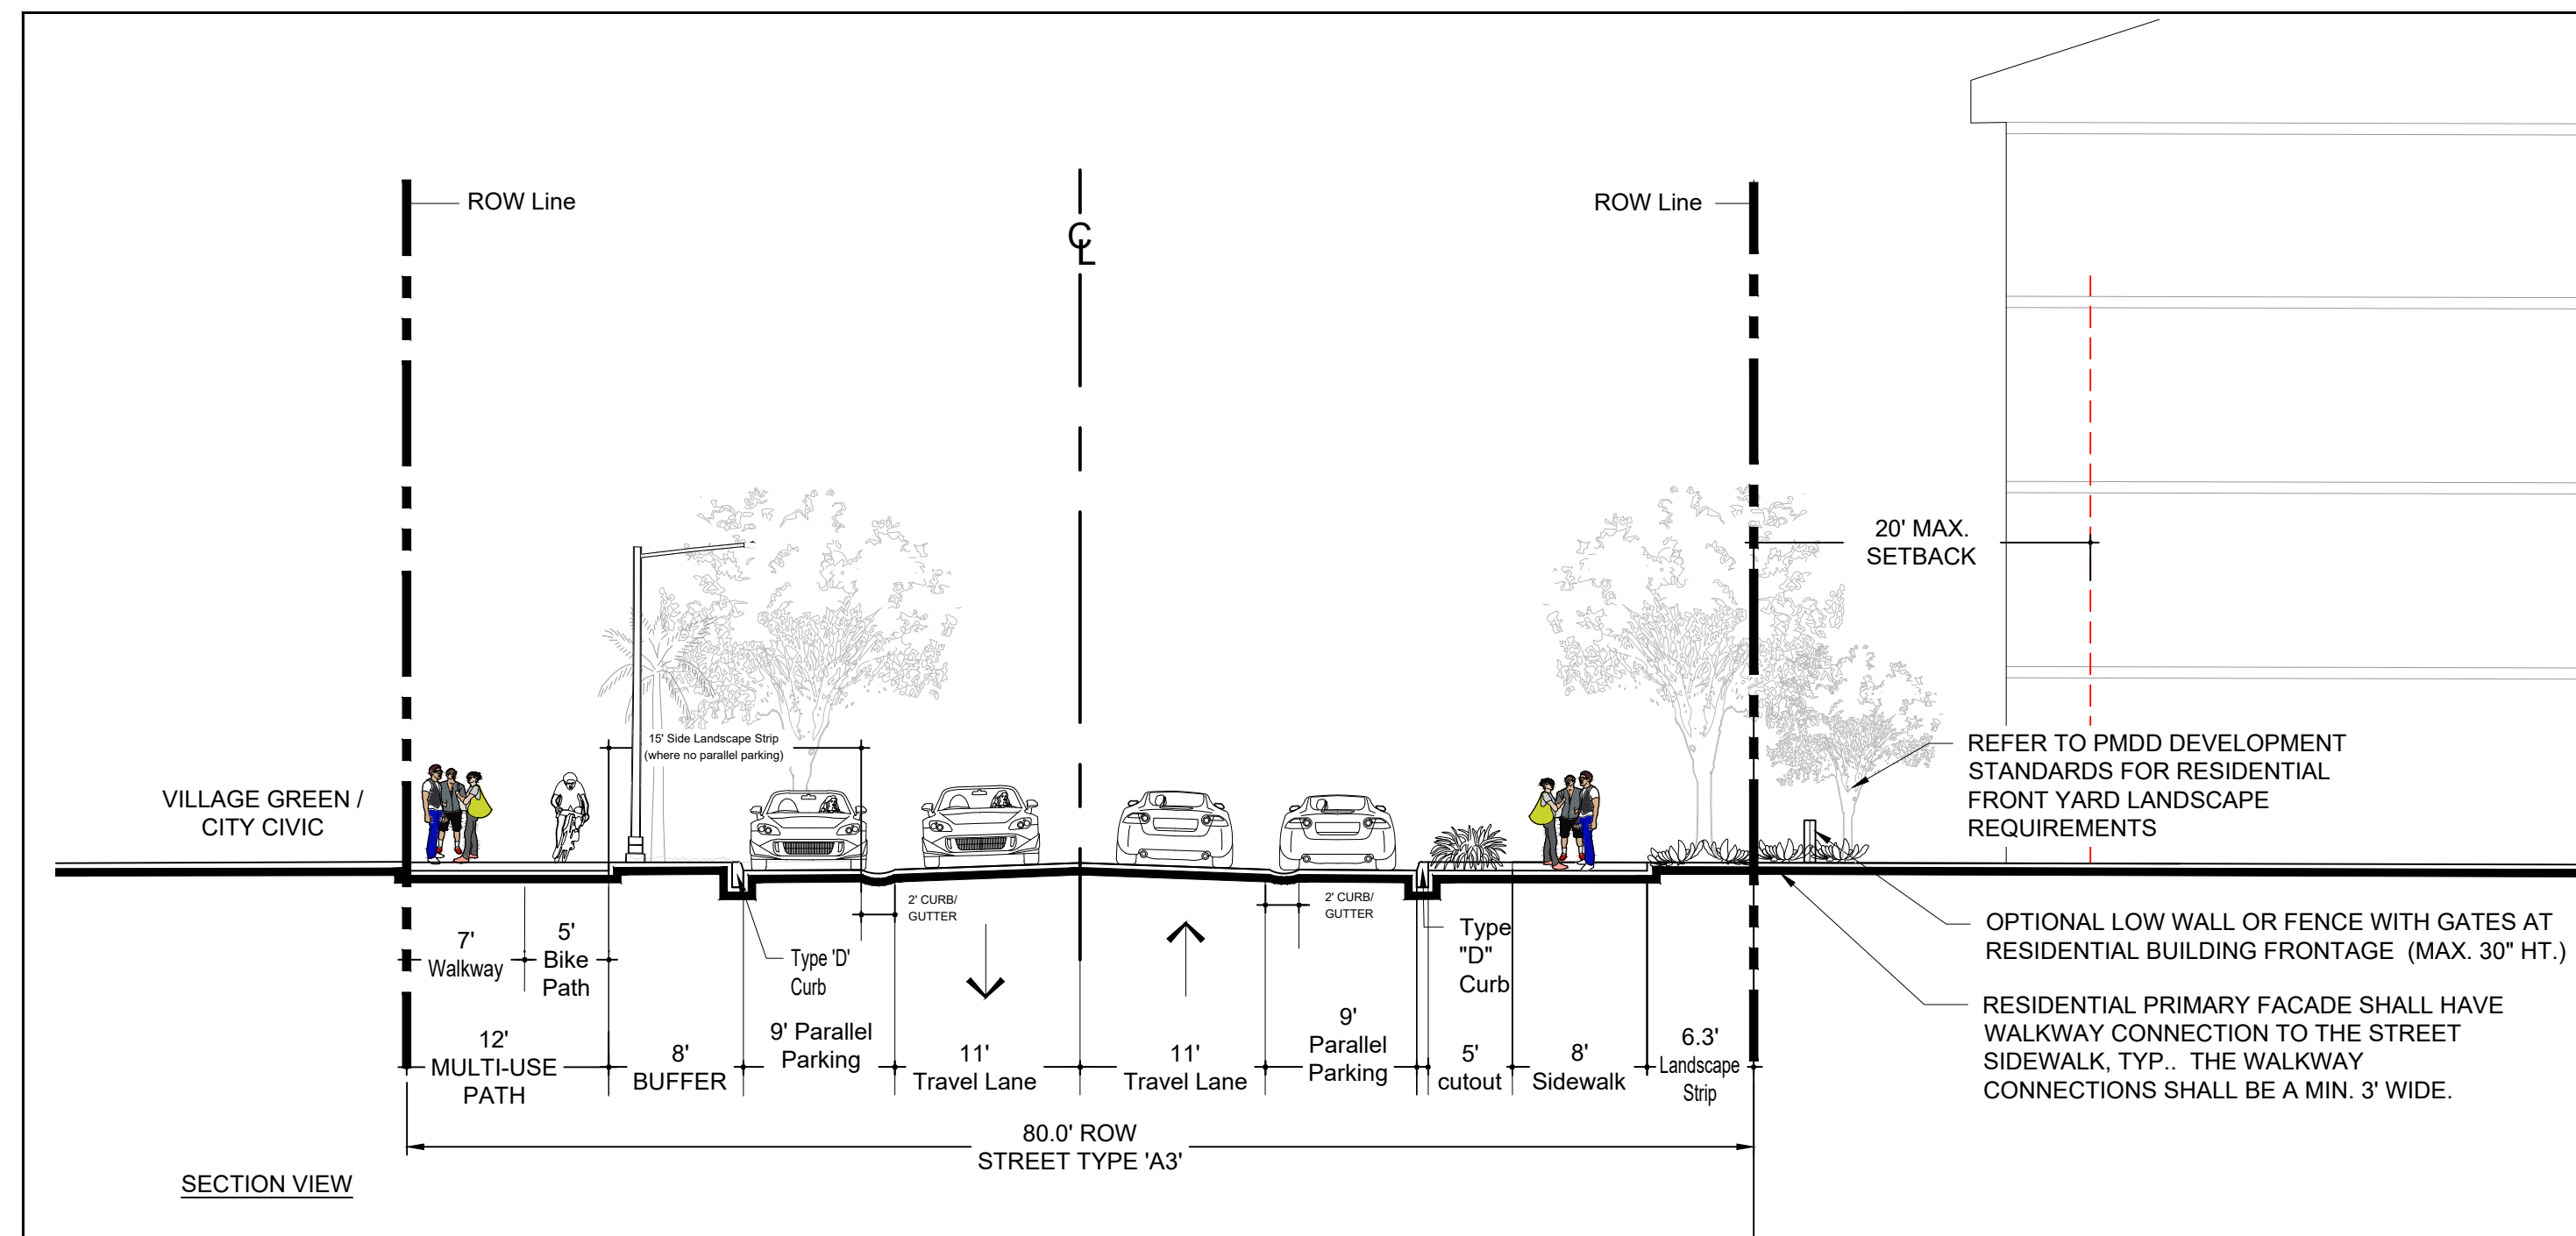 ROW Line
ROW Line
℄
20' MAX.
SETBACK
15' Side Landscape Strip
(where no parallel parking)
VILLAGE GREEN /
CITY CIVIC
REFER TO PMDD DEVELOPMENT
STANDARDS FOR RESIDENTIAL
FRONT YARD LANDSCAPE
REQUIREMENTS
2' CURB/
GUTTER
2' CURB/
GUTTER
7'
Walkway
5'
Bike
Path
Type 'D'
Curb
Type
"D"
Curb
OPTIONAL LOW WALL OR FENCE WITH GATES AT
RESIDENTIAL BUILDING FRONTAGE (MAX. 30" HT.)
RESIDENTIAL PRIMARY FACADE SHALL HAVE
WALKWAY CONNECTION TO THE STREET
SIDEWALK, TYP.. THE WALKWAY
CONNECTIONS SHALL BE A MIN. 3' WIDE.
12'
MULTI-USE
PATH
8'
BUFFER
9' Parallel
Parking
11'
Travel Lane
11'
Travel Lane
9'
Parallel
Parking
5'
cutout
8'
Sidewalk
6.3'
Landscape
Strip
80.0' ROW
STREET TYPE 'A3'
SECTION VIEW